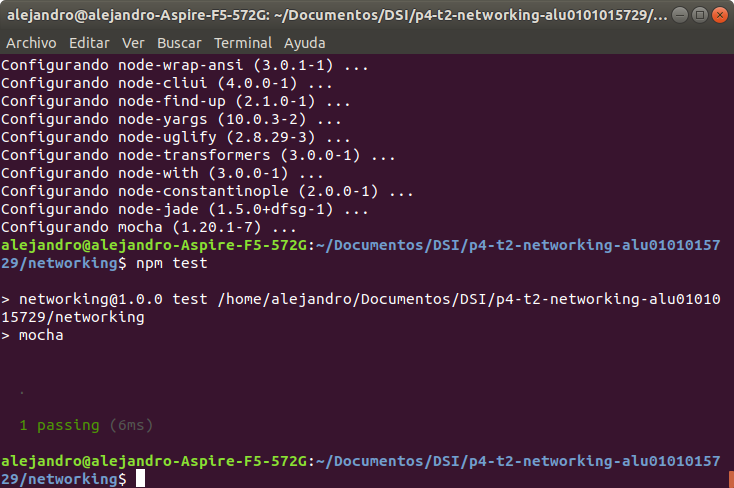 alejandro@alejandro-Aspire-F5-572G: ~/Documentos/DSI/p4-t2-networking-alu0101015729/...
Archivo Editar Ver Buscar Terminal Ayuda
Configurando node-wrap-ansi (3.0.1-1) ...
Configurando node-cliui (4.0.0-1) ...
Configurando node-find-up (2.1.0-1) ...
Configurando node-yargs (10.0.3-2) ...
Configurando node-uglify (2.8.29-3) ...
Configurando node-transformers (3.0.0-1) ...
Configurando node-with (3.0.0-1) ...
Configurando node-constantinople (2.0.0-1) ...
Configurando node-jade (1.5.0+dfsg-1) ...
Configurando mocha (1.20.1-7) ...
alejandro@alejandro-Aspire-F5-572G:~/Documentos/DSI/p4-t2-networking-alu01010157
29/networking$ npm test
> networking@1.0.0 test /home/alejandro/Documentos/DSI/p4-t2-networking-alu01010
15729/networking
> mocha
.
1 passing (6ms)
alejandro@alejandro-Aspire-F5-572G:~/Documentos/DSI/p4-t2-networking-alu01010157
29/networking$